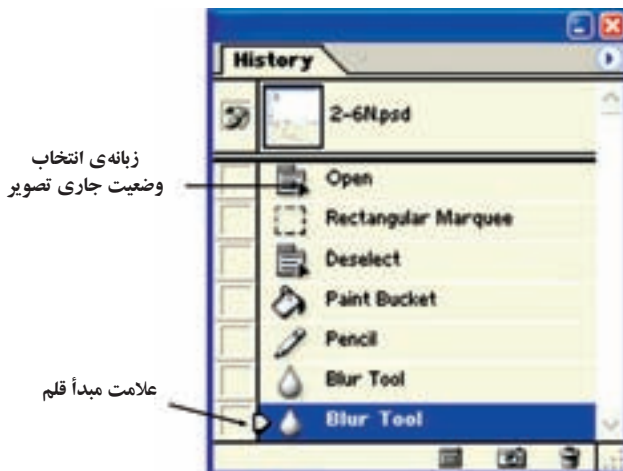 History
2-6N.psd
زبانه‌ی انتخاب
وضعیت جاری تصویر
Open
Rectangular Marquee
Deselect
Paint Bucket
Pencil
Blur Tool
علامت مبدأ قلم
Blur Tool